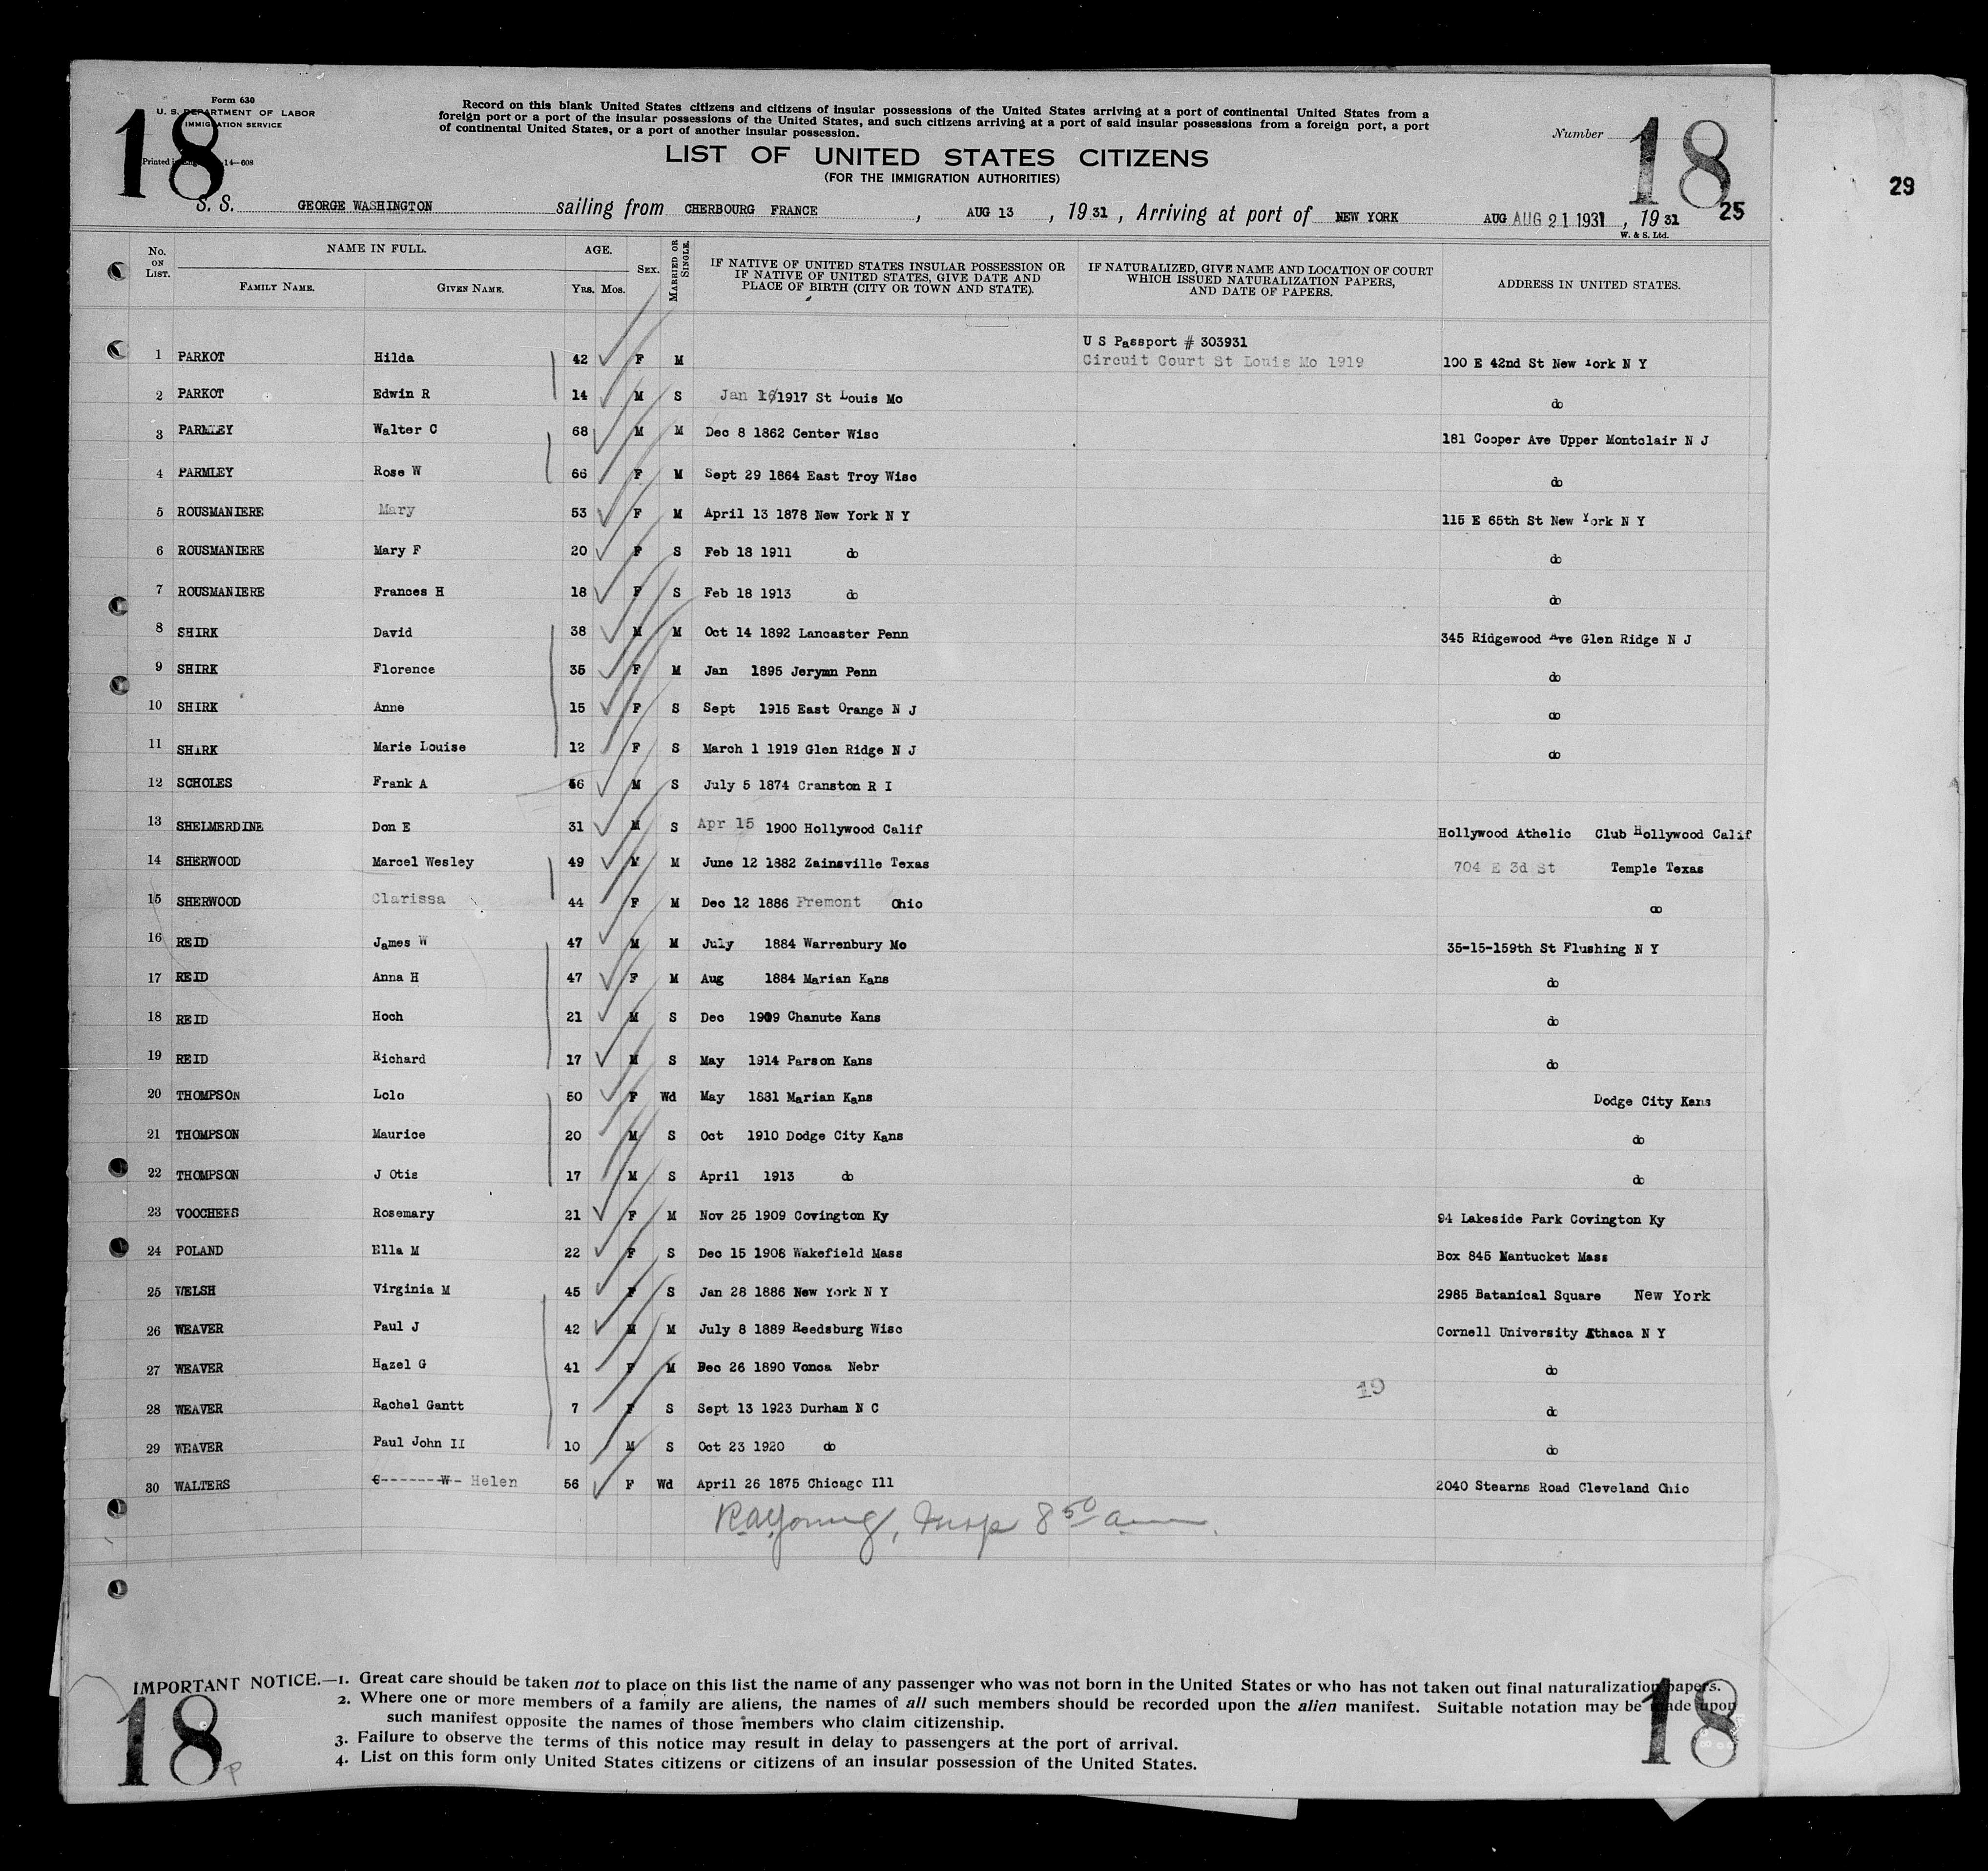 Form 630
U. S. DEPARTMENT OF LABOR
IMMIGRATION SERVICE
Printed in 14—608
18
Record on this blank United States citizens and citizens of insular possessions of the United States arriving at a port of continental United States from a
foreign port or a port of the insular possessions of the United States, and such citizens arriving at a port of said insular possessions from a foreign port, a port
of continental United States, or a port of another insular possession.
Number 18
29
LIST OF UNITED STATES CITIZENS
(FOR THE IMMIGRATION AUTHORITIES)
S. S. GEORGE WASHINGTON sailing from CHERBOURG FRANCE , AUG 13 , 1931 , Arriving at port of NEW YORK AUG AUG 21 1931 , 1931 25
W. & S. Ltd.
No. ON LIST. NAME IN FULL. FAMILY NAME. GIVEN NAME. AGE. YRS. MOS. SEX. MARRIED OR SINGLE. IF NATIVE OF UNITED STATES INSULAR POSSESSION OR IF NATIVE OF UNITED STATES, GIVE DATE AND PLACE OF BIRTH (CITY OR TOWN AND STATE). IF NATURALIZED, GIVE NAME AND LOCATION OF COURT WHICH ISSUED NATURALIZATION PAPERS, AND DATE OF PAPERS. ADDRESS IN UNITED STATES.
U S Passport # 303931
1 PARKOT Hilda 42 F M Circuit Court St Louis Mo 1919 100 E 42nd St New York N Y
2 PARKOT Edwin R 14 M S Jan 16 1917 St Louis Mo do
3 PARMLEY Walter C 68 M M Dec 8 1862 Center Wisc 181 Cooper Ave Upper Montclair N J
4 PARMLEY Rose W 66 F M Sept 29 1864 East Troy Wisc do
5 ROUSMANIERE Mary 53 F M April 13 1878 New York N Y 115 E 65th St New York N Y
6 ROUSMANIERE Mary F 20 F S Feb 18 1911 do do
7 ROUSMANIERE Frances H 18 F S Feb 18 1913 do do
8 SHIRK David 38 M M Oct 14 1892 Lancaster Penn 345 Ridgewood Ave Glen Ridge N J
9 SHIRK Florence 35 F M Jan 1895 Jerymn Penn do
10 SHIRK Anne 15 F S Sept 1915 East Orange N J do
11 SHIRK Marie Louise 12 F S March 1 1919 Glen Ridge N J do
12 SCHOLES Frank A 46 M S July 5 1874 Cranston R I
13 SHELMERDINE Don E 31 M S Apr 15 1900 Hollywood Calif Hollywood Athelic Club Hollywood Calif
14 SHERWOOD Marcel Wesley 49 M M June 12 1882 Zainsville Texas 704 E 3d St Temple Texas
15 SHERWOOD Clarissa 44 F M Dec 12 1886 Fremont Ohio do
16 REID James W 47 M M July 1884 Warrenbury Mo 35-15-159th St Flushing N Y
17 REID Anna H 47 F M Aug 1884 Marian Kans do
18 REID Hoch 21 M S Dec 1909 Chanute Kans do
19 REID Richard 17 M S May 1914 Parson Kans do
20 THOMPSON Lolo 50 F Wd May 1881 Marian Kans Dodge City Kans
21 THOMPSON Maurice 20 M S Oct 1910 Dodge City Kans do
22 THOMPSON J Otis 17 M S April 1913 do do
23 VOOCHEES Rosemary 21 F M Nov 25 1909 Covington Ky 94 Lakeside Park Covington Ky
24 POLAND Ella M 22 F S Dec 15 1908 Wakefield Mass Box 845 Nantucket Mass
25 WELSH Virginia M 45 F S Jan 28 1886 New York N Y 2985 Batanical Square New York
26 WEAVER Paul J 42 M M July 8 1889 Reedsburg Wisc Cornell University Ithaca N Y
27 WEAVER Hazel G 41 F M Dec 26 1890 Vonoa Nebr do
28 WEAVER Rachel Gantt 7 F S Sept 13 1923 Durham N C do
19
29 WEAVER Paul John II 10 M S Oct 23 1920 do do
30 WALTERS C-------W- Helen 56 F Wd April 26 1875 Chicago Ill 2040 Stearns Road Cleveland Ohio
R A Young, Insp 8 50 am.
IMPORTANT NOTICE.—1. Great care should be taken not to place on this list the name of any passenger who was not born in the United States or who has not taken out final naturalization papers.
2. Where one or more members of a family are aliens, the names of all such members should be recorded upon the alien manifest. Suitable notation may be made upon
such manifest opposite the names of those members who claim citizenship.
3. Failure to observe the terms of this notice may result in delay to passengers at the port of arrival.
4. List on this form only United States citizens or citizens of an insular possession of the United States.
18 P
18